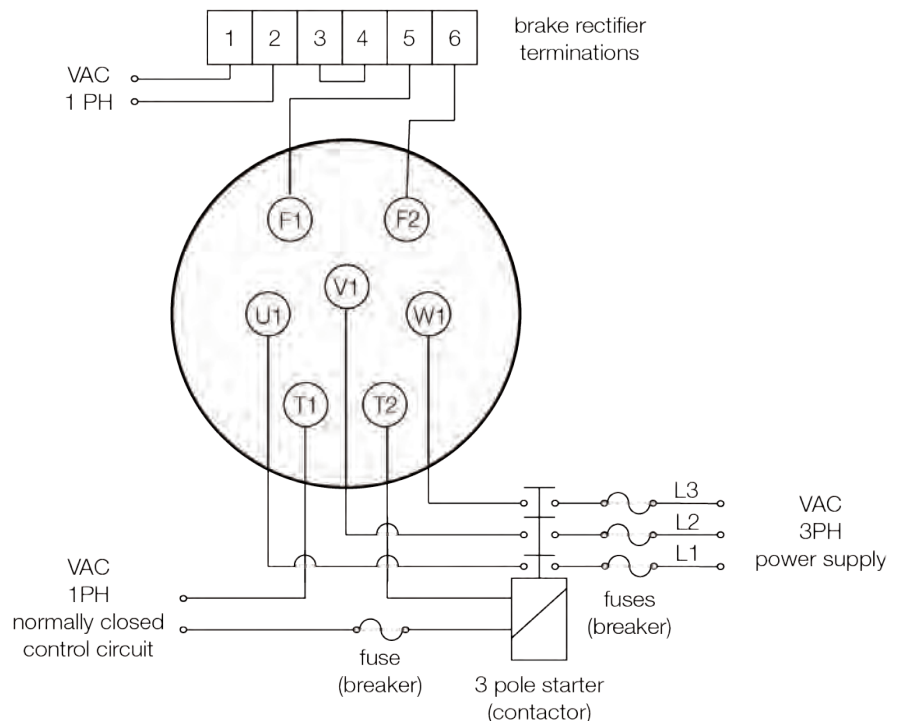 1 2 3 4 5 6
brake rectifier
terminations
VAC
1 PH
F1 F2
V1
U1 W1
T1 T2
L3
L2
L1
VAC
3PH
power supply
VAC
1PH
normally closed
control circuit
fuses
(breaker)
fuse
(breaker)
3 pole starter
(contactor)